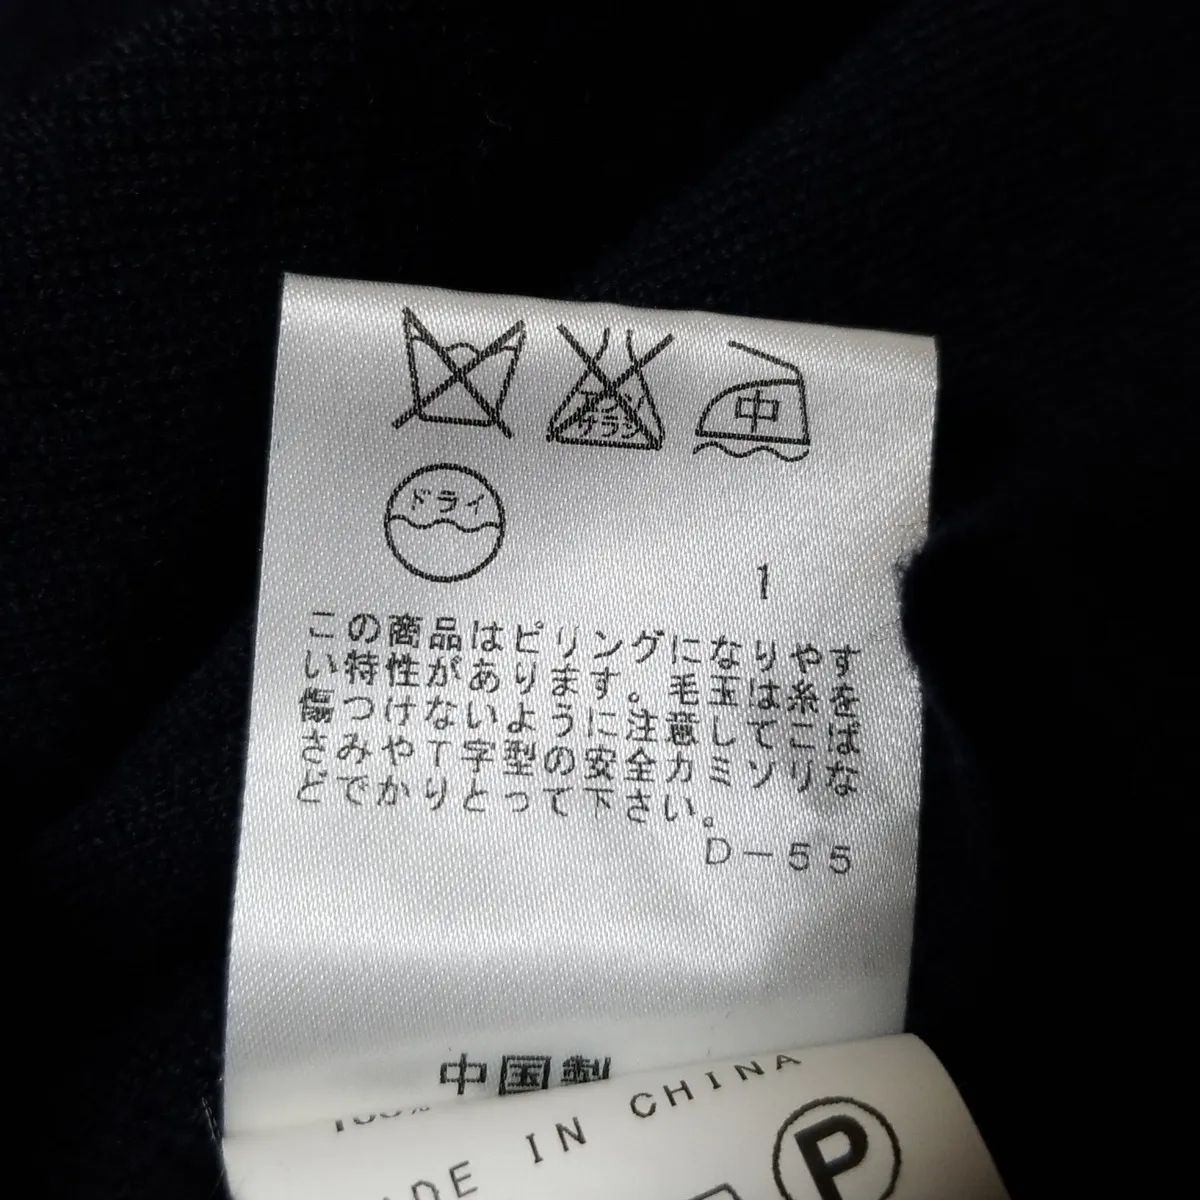 エンソ
サラシ
中
ドライ
1
この商品はピリングになりやす
い特性があります。毛玉は糸を
傷つけないように注意してこば
さみやT字型の安全カミソリな
どでかりとって下さい。
D-55
中国製
100%
IN CHINA
P